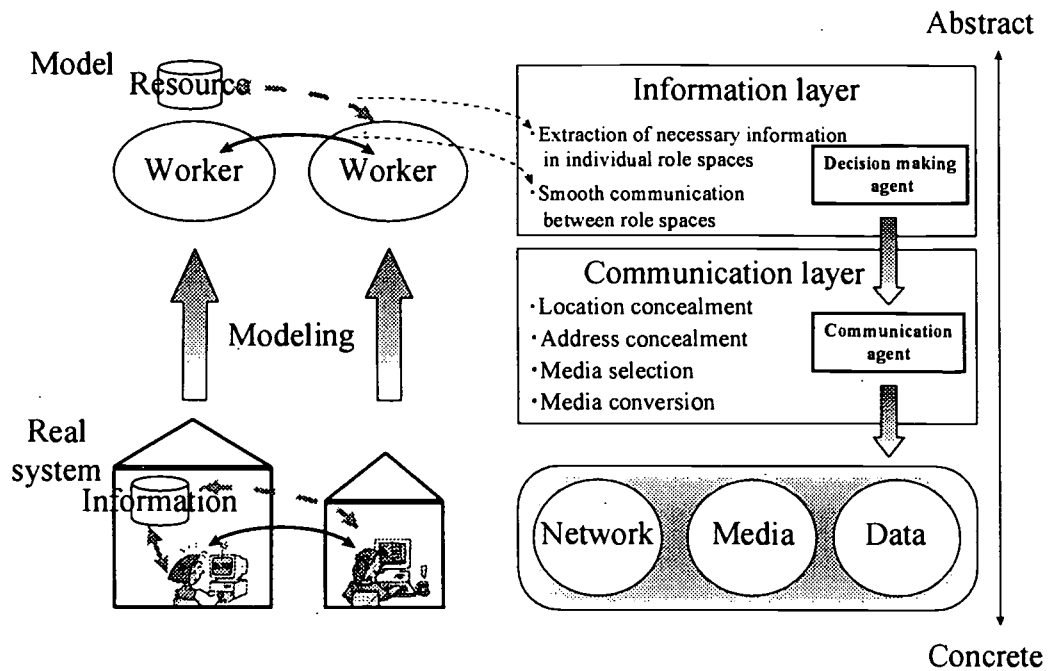 Abstract
Model
Resource
Worker
Worker
Information layer
・Extraction of necessary information
in individual role spaces
・Smooth communication
between role spaces
Decision making
agent
Communication layer
・Location concealment
・Address concealment
・Media selection
・Media conversion
Communication
agent
Modeling
Real
system
Information
Network
Media
Data
Concrete